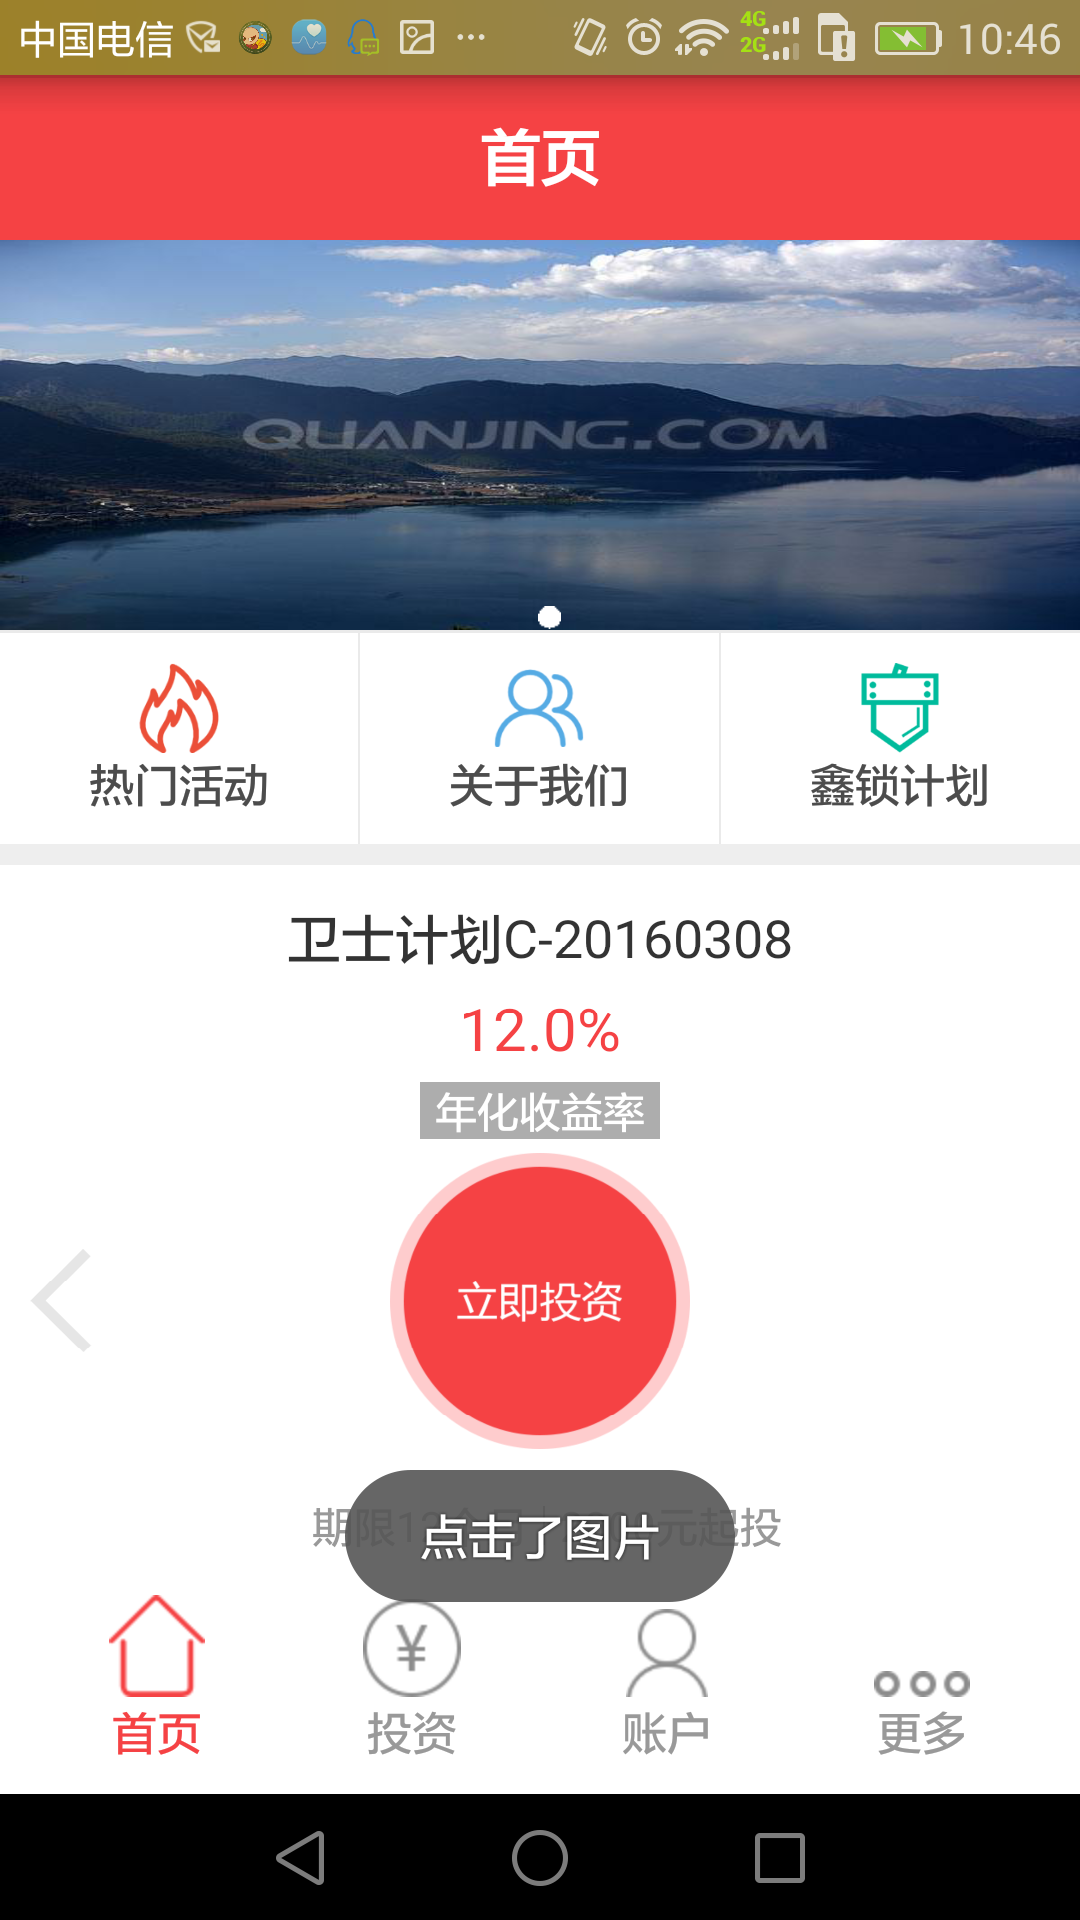 中国电信
4G
2G
10:46
首页
QUANJING.COM
热门活动 关于我们 鑫锁计划
卫士计划C-20160308
12.0%
年化收益率
立即投资
期限12 元起投
点击了图片
首页 投资 账户 更多